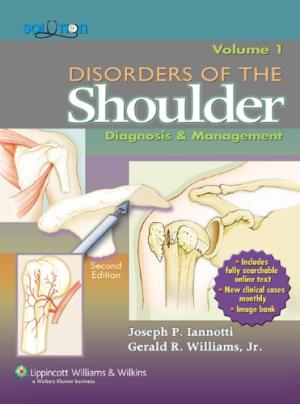 SOLUTION
Volume 1
DISORDERS OF THE
Shoulder
Diagnosis & Management
Second
Edition
• Includes
fully searchable
online text
• New clinical cases
monthly
• Image bank
Joseph P. Iannotti
Gerald R. Williams, Jr.
Lippincott Williams & Wilkins
a Wolters Kluwer business